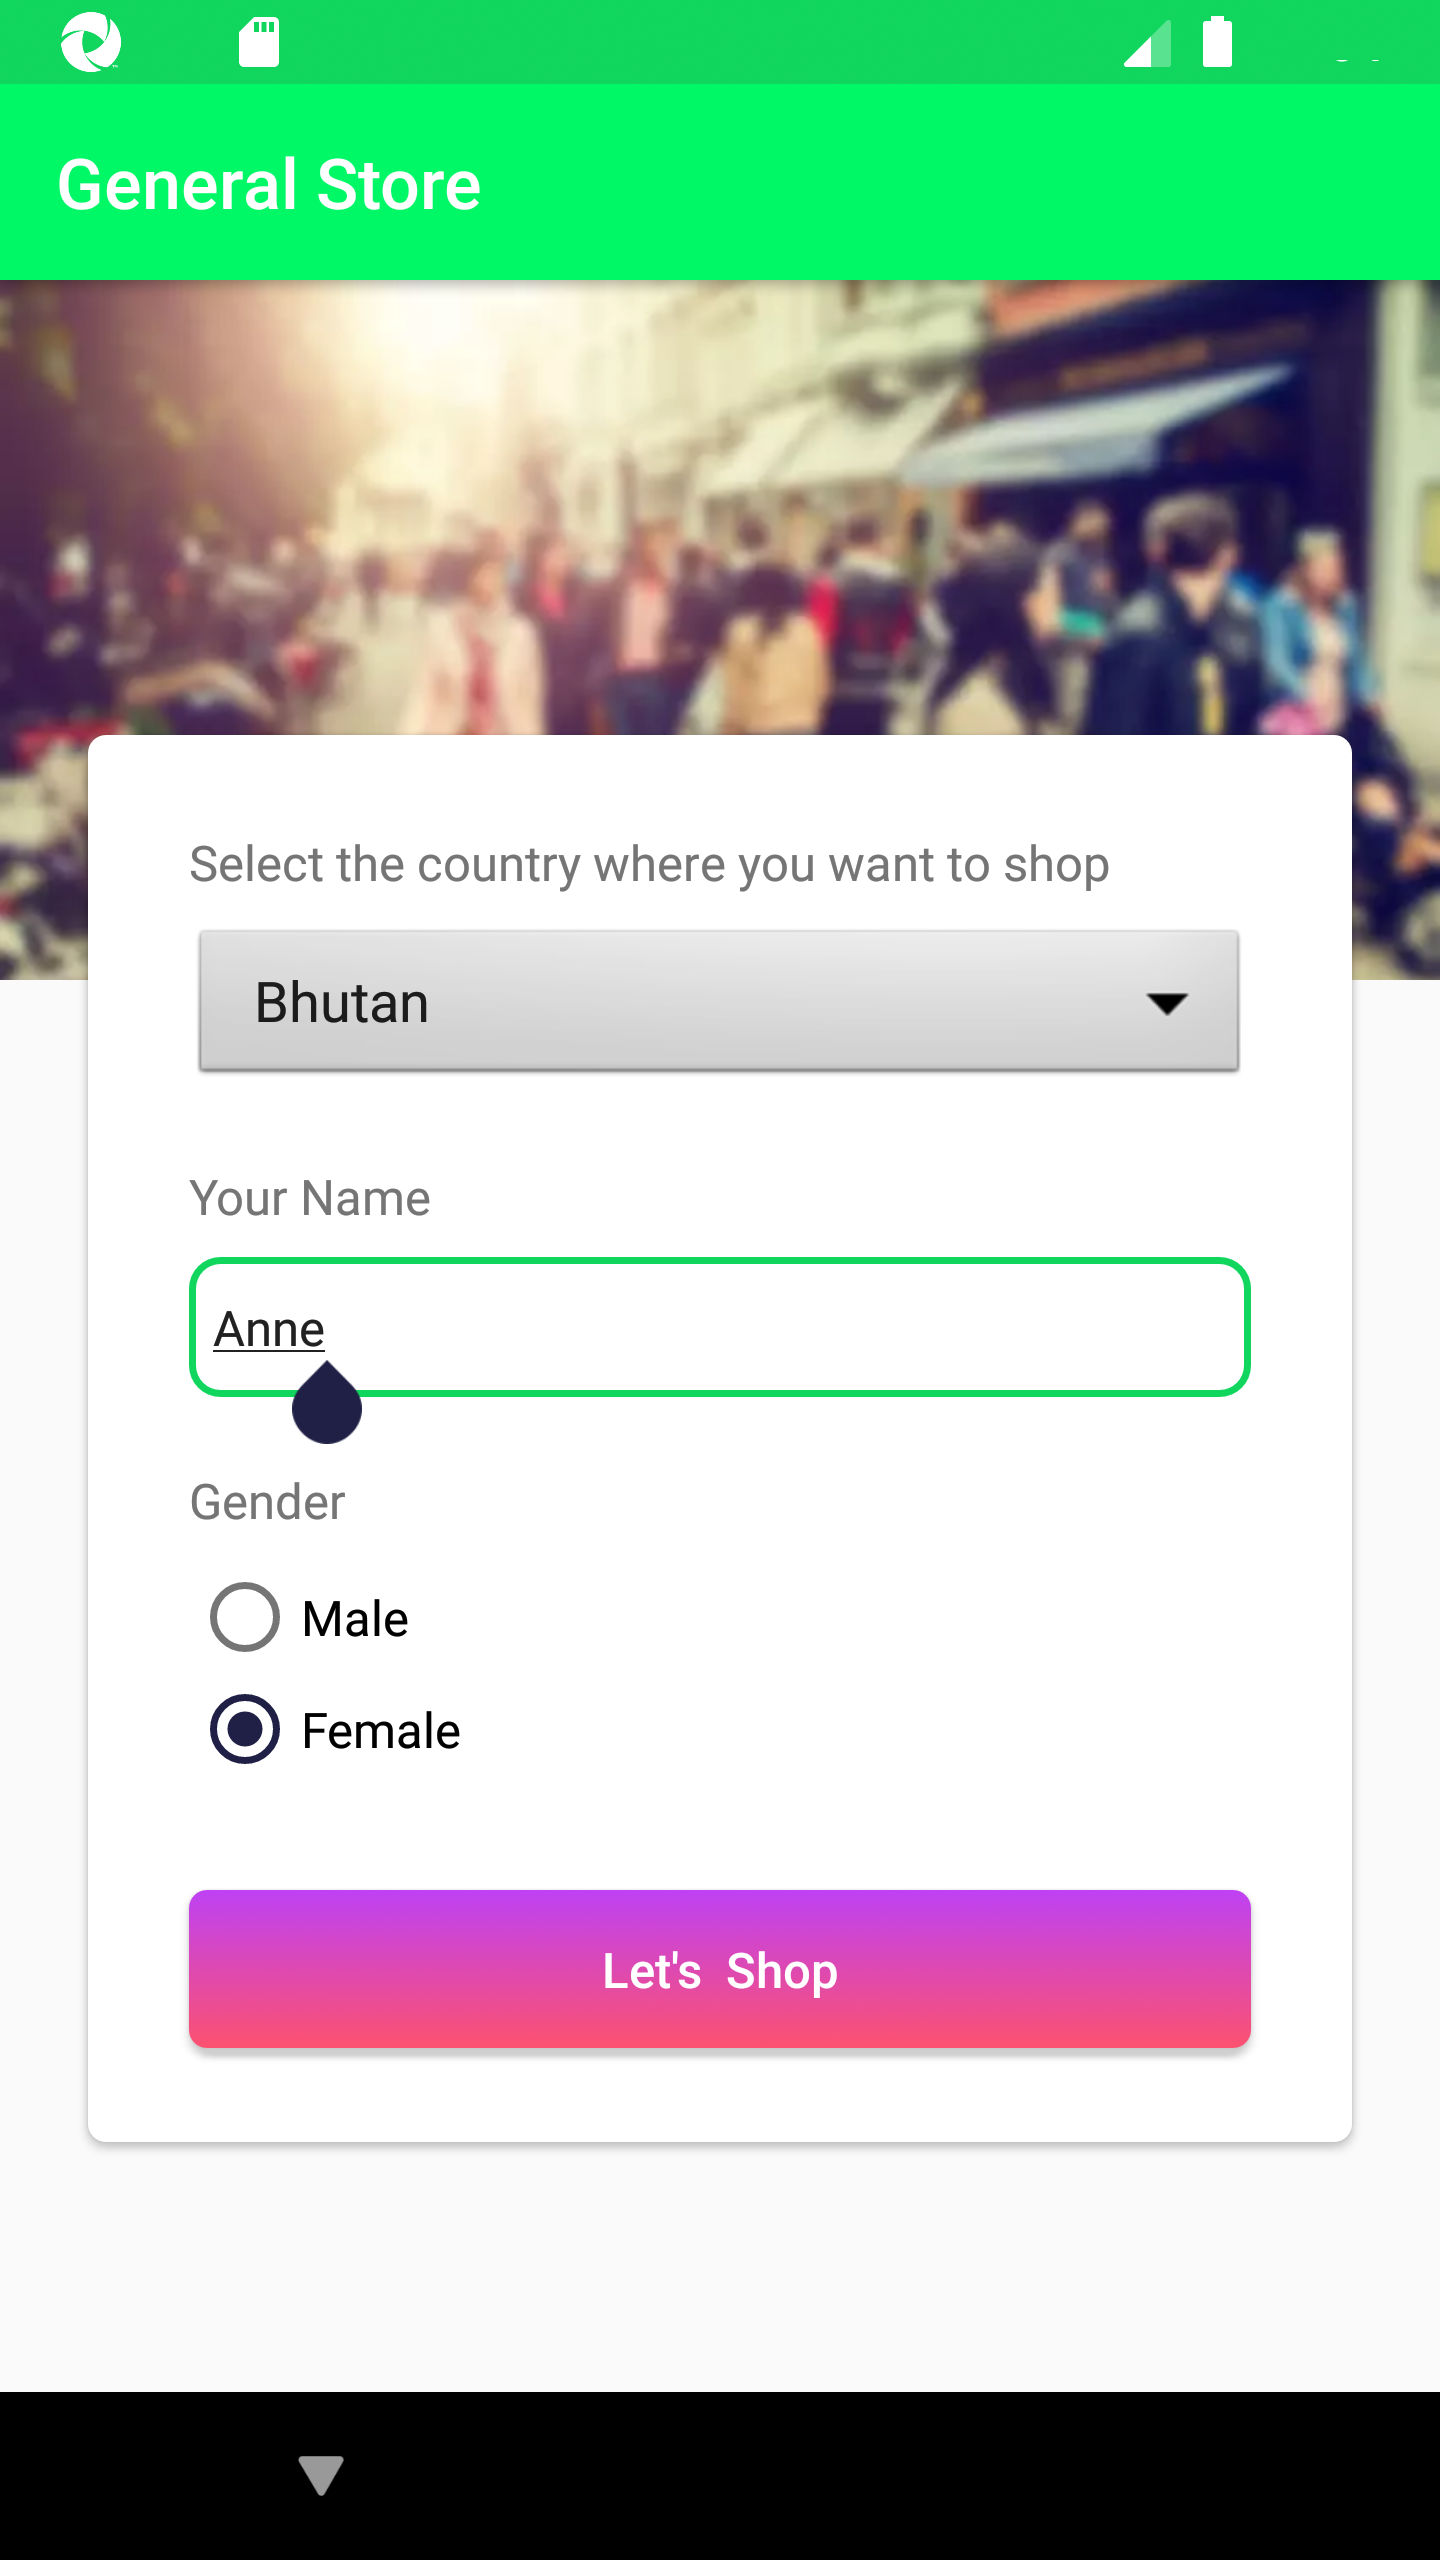 General Store
Select the country where you want to shop
Bhutan
Your Name
Anne
Gender
Male
Female
Let's Shop